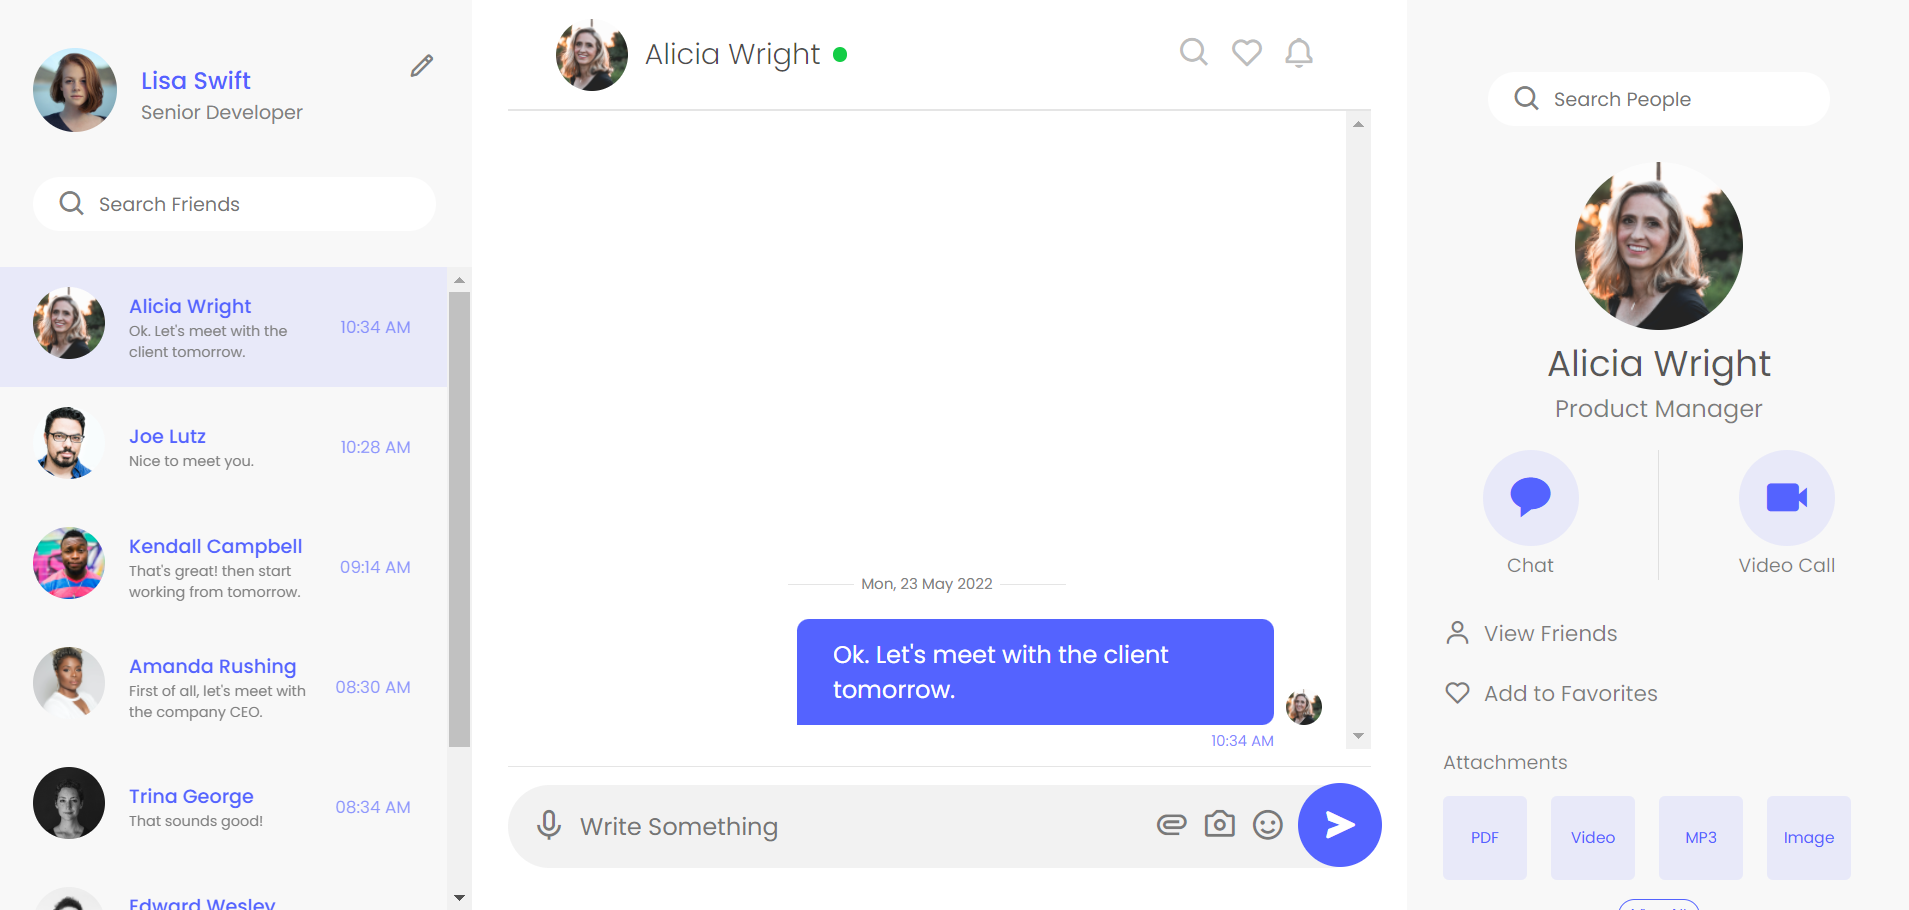 Lisa Swift
Senior Developer
Search Friends
Alicia Wright
Ok. Let's meet with the
client tomorrow.
10:34 AM
Joe Lutz
Nice to meet you.
10:28 AM
Kendall Campbell
That's great! then start
working from tomorrow.
09:14 AM
Amanda Rushing
First of all, let's meet with
the company CEO.
08:30 AM
Trina George
That sounds good!
08:34 AM
Edward Wesley
Alicia Wright
Mon, 23 May 2022
Ok. Let's meet with the client
tomorrow.
10:34 AM
Write Something
Search People
Alicia Wright
Product Manager
Chat
Video Call
View Friends
Add to Favorites
Attachments
PDF
Video
MP3
Image